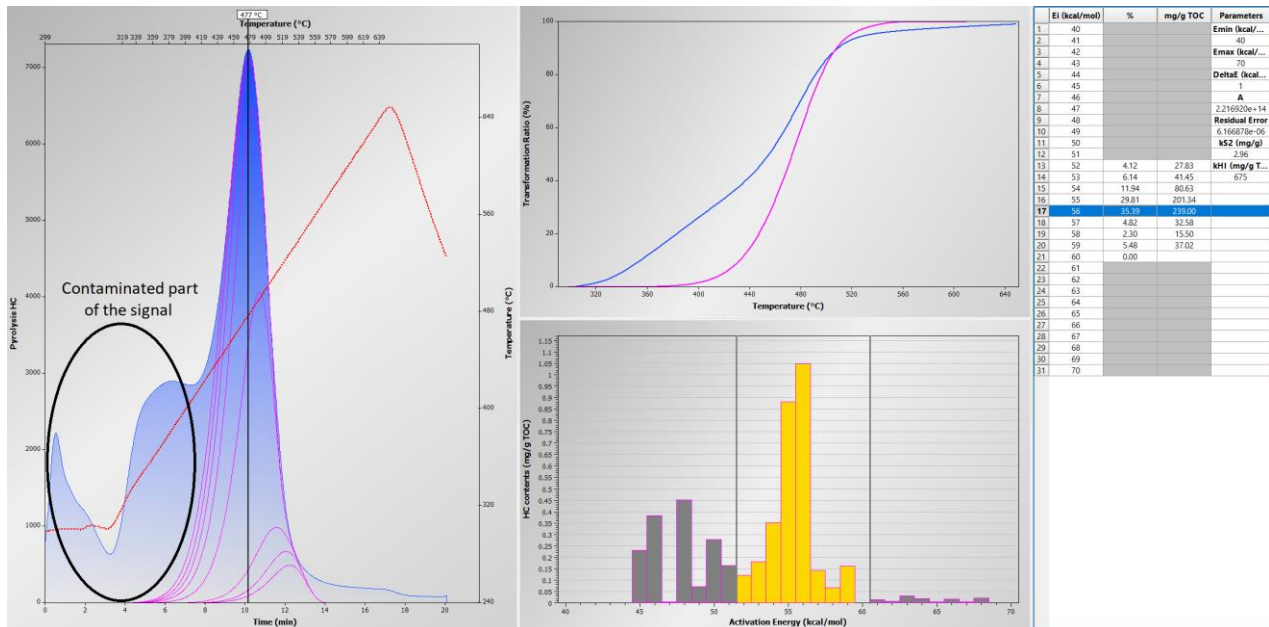 477 °C
Temperature (°C)
299 319 339 359 379 399 419 439 459 479 499 519 539 559 579 599 619 639
7000
6000
5000
4000
3000
2000
1000
0
Pyrolysis HC
Contaminated part
of the signal
640
560
480
400
320
240
Temperature (°C)
0 2 4 6 8 10 12 14 16 18 20
Time (min)
100
80
60
40
20
0
Transformation Ratio (%)
320 360 400 440 480 520 560 600 640
Temperature (°C)
1.15
1.1
1.05
1
0.95
0.9
0.85
0.8
0.75
0.7
0.65
0.6
0.55
0.5
0.45
0.4
0.35
0.3
0.25
0.2
0.15
0.1
0.05
0
HC contents (mg/g TOC)
40 45 50 55 60 65 70
Activation Energy (kcal/mol)
Ei (kcal/mol) % mg/g TOC Parameters
1 40 Emin (kcal/...
2 41 40
3 42 Emax (kcal/...
4 43 70
5 44 DeltaE (kcal...
6 45 1
7 46 A
8 47 2.216920e+14
9 48 Residual Error
10 49 6.166878e-06
11 50 kS2 (mg/g)
12 51 2.96
13 52 4.12 27.83 kHI (mg/g T...
14 53 6.14 41.45 675
15 54 11.94 80.63
16 55 29.81 201.34
17 56 35.39 239.00
18 57 4.82 32.58
19 58 2.30 15.50
20 59 5.48 37.02
21 60 0.00
22 61
23 62
24 63
25 64
26 65
27 66
28 67
29 68
30 69
31 70